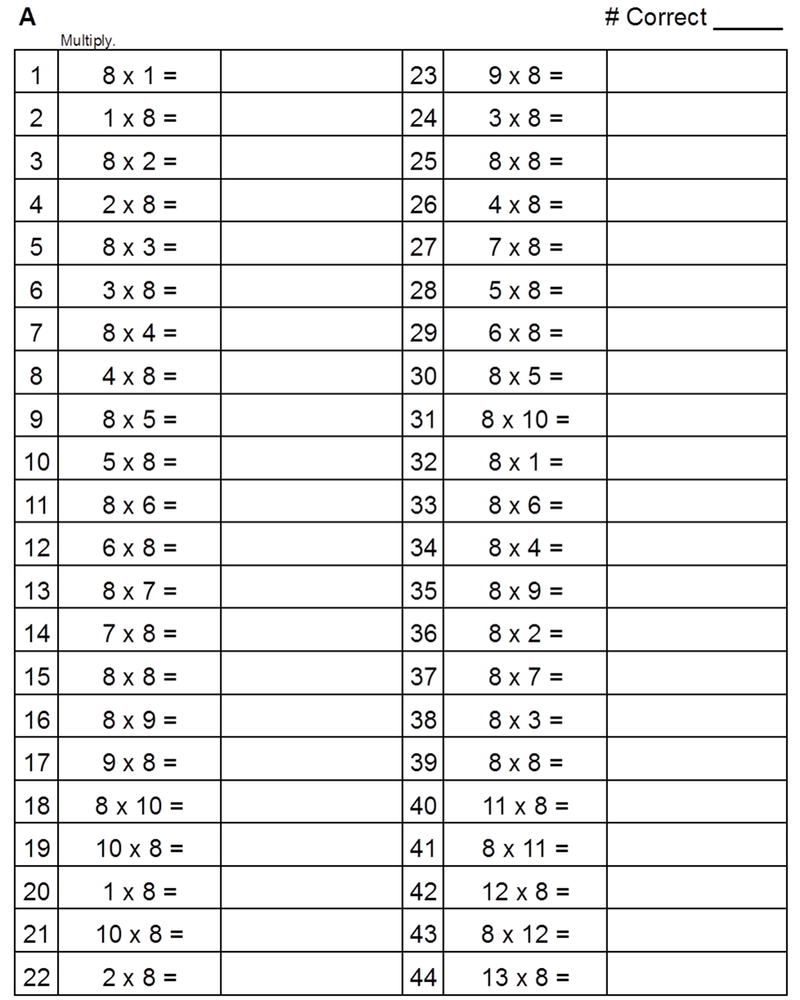 A # Correct ______
Multiply.
1 8 x 1 = 23 9 x 8 =
2 1 x 8 = 24 3 x 8 =
3 8 x 2 = 25 8 x 8 =
4 2 x 8 = 26 4 x 8 =
5 8 x 3 = 27 7 x 8 =
6 3 x 8 = 28 5 x 8 =
7 8 x 4 = 29 6 x 8 =
8 4 x 8 = 30 8 x 5 =
9 8 x 5 = 31 8 x 10 =
10 5 x 8 = 32 8 x 1 =
11 8 x 6 = 33 8 x 6 =
12 6 x 8 = 34 8 x 4 =
13 8 x 7 = 35 8 x 9 =
14 7 x 8 = 36 8 x 2 =
15 8 x 8 = 37 8 x 7 =
16 8 x 9 = 38 8 x 3 =
17 9 x 8 = 39 8 x 8 =
18 8 x 10 = 40 11 x 8 =
19 10 x 8 = 41 8 x 11 =
20 1 x 8 = 42 12 x 8 =
21 10 x 8 = 43 8 x 12 =
22 2 x 8 = 44 13 x 8 =